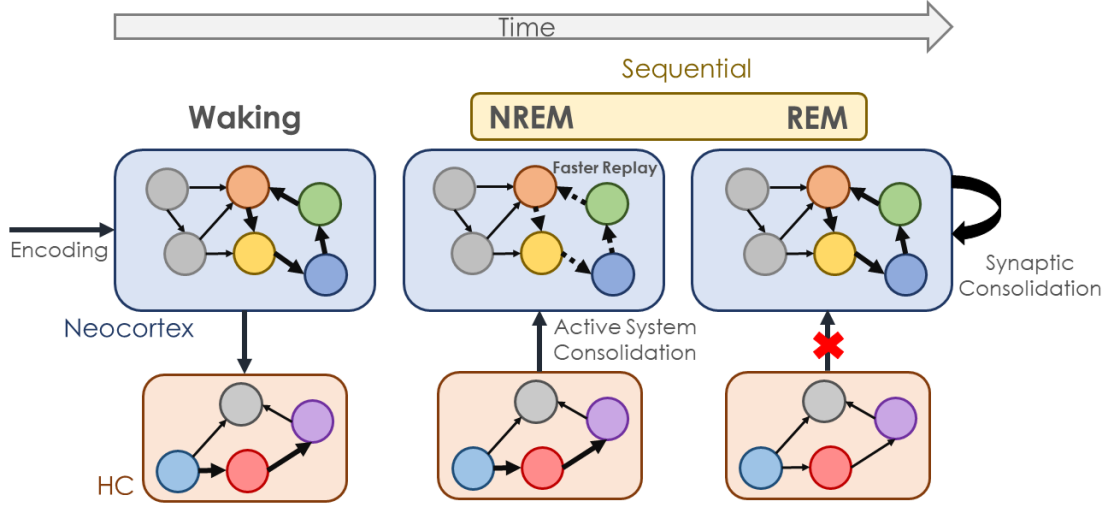 Time
Sequential
Waking
NREM
REM
Faster Replay
Encoding
Synaptic
Consolidation
Neocortex
Active System
Consolidation
HC